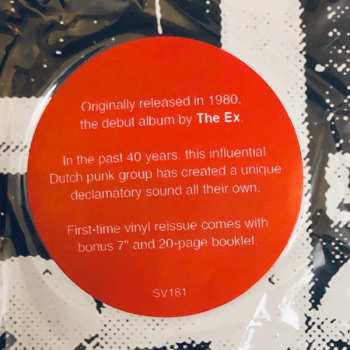 Originally released in 1980,
the debut album by The Ex.
In the past 40 years, this influential
Dutch punk group has created a unique
declamatory sound all their own.
First-time vinyl reissue comes with
bonus 7" and 20-page booklet.
SV181